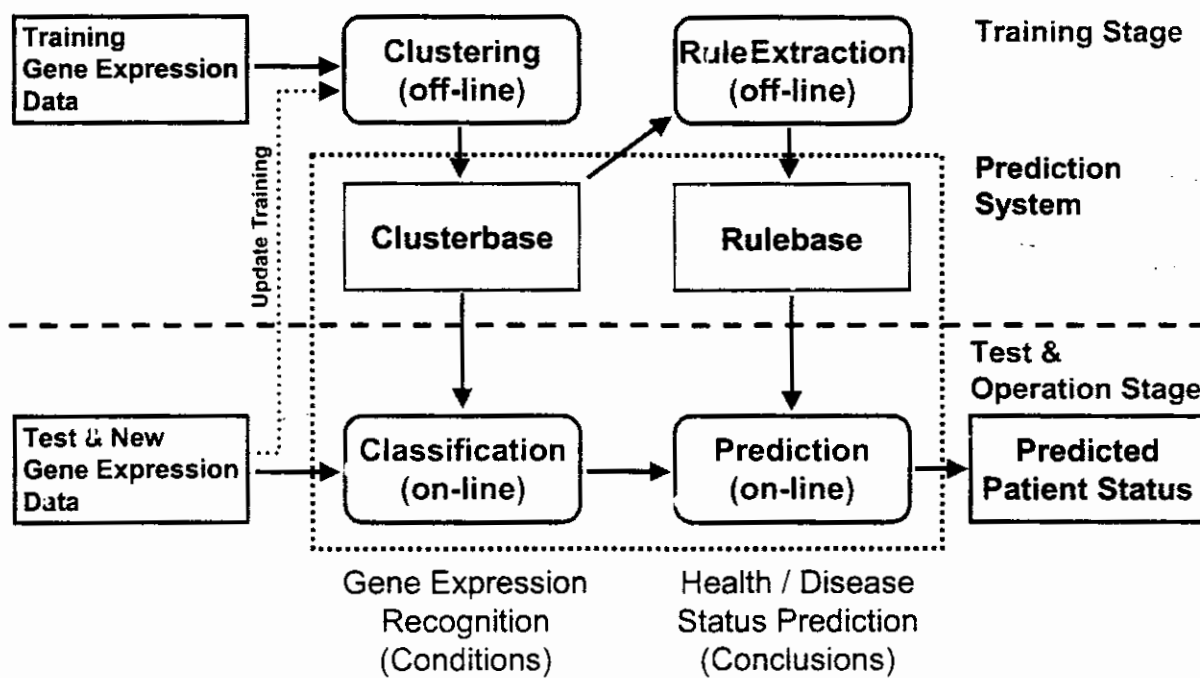 Training
Gene Expression
Data
Clustering
(off-line)
RuleExtraction
(off-line)
Training Stage
Update Training
Clusterbase
Rulebase
Prediction
System
Test &
Operation Stage
Test & New
Gene Expression
Data
Classification
(on-line)
Prediction
(on-line)
Predicted
Patient Status
Gene Expression
Recognition
(Conditions)
Health / Disease
Status Prediction
(Conclusions)